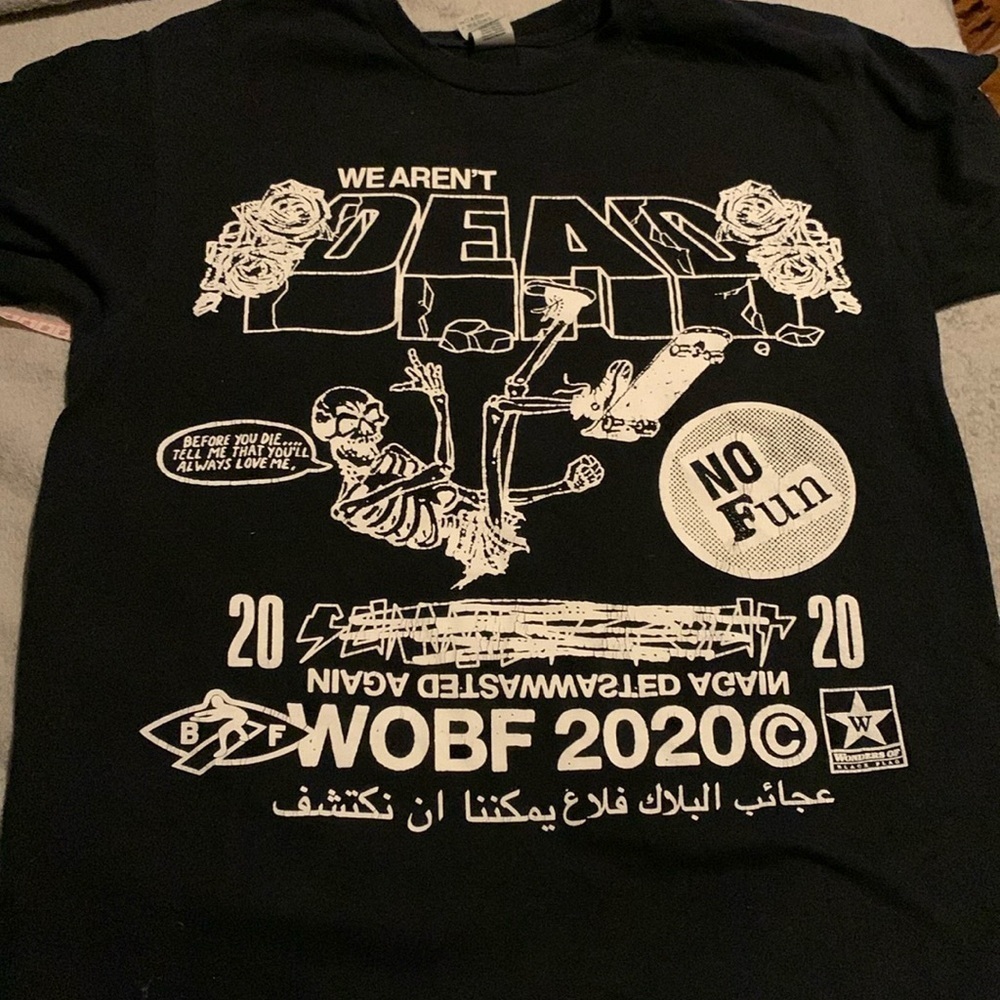 WE AREN'T
DEAD
BEFORE YOU DIE....
TELL ME THAT YOU'LL
ALWAYS LOVE ME.
NO
Fun
20
20
NIAGA DETSAWWASTED AGAIN
B F
WOBF 2020©
W
WONDERS OF
BLACK FLAG
عجائب البلاك فلاغ يمكننا ان نكتشف